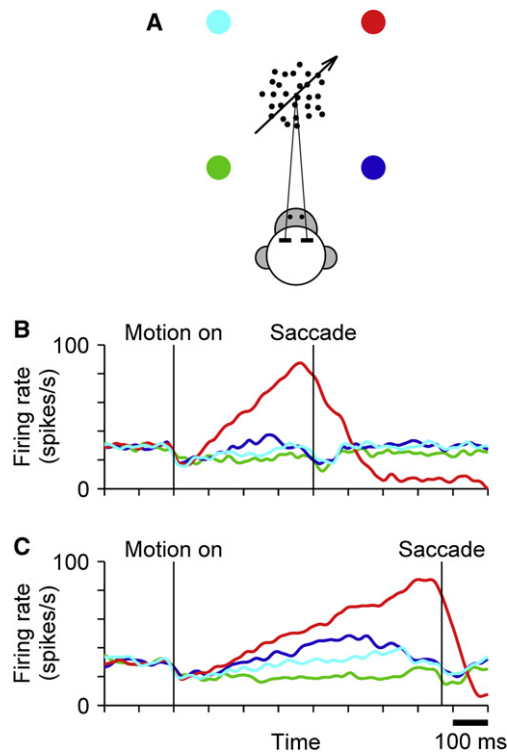 A
B
Motion on Saccade
100
Firing rate
(spikes/s)
0
C
Motion on Saccade
100
Firing rate
(spikes/s)
0
Time
100 ms